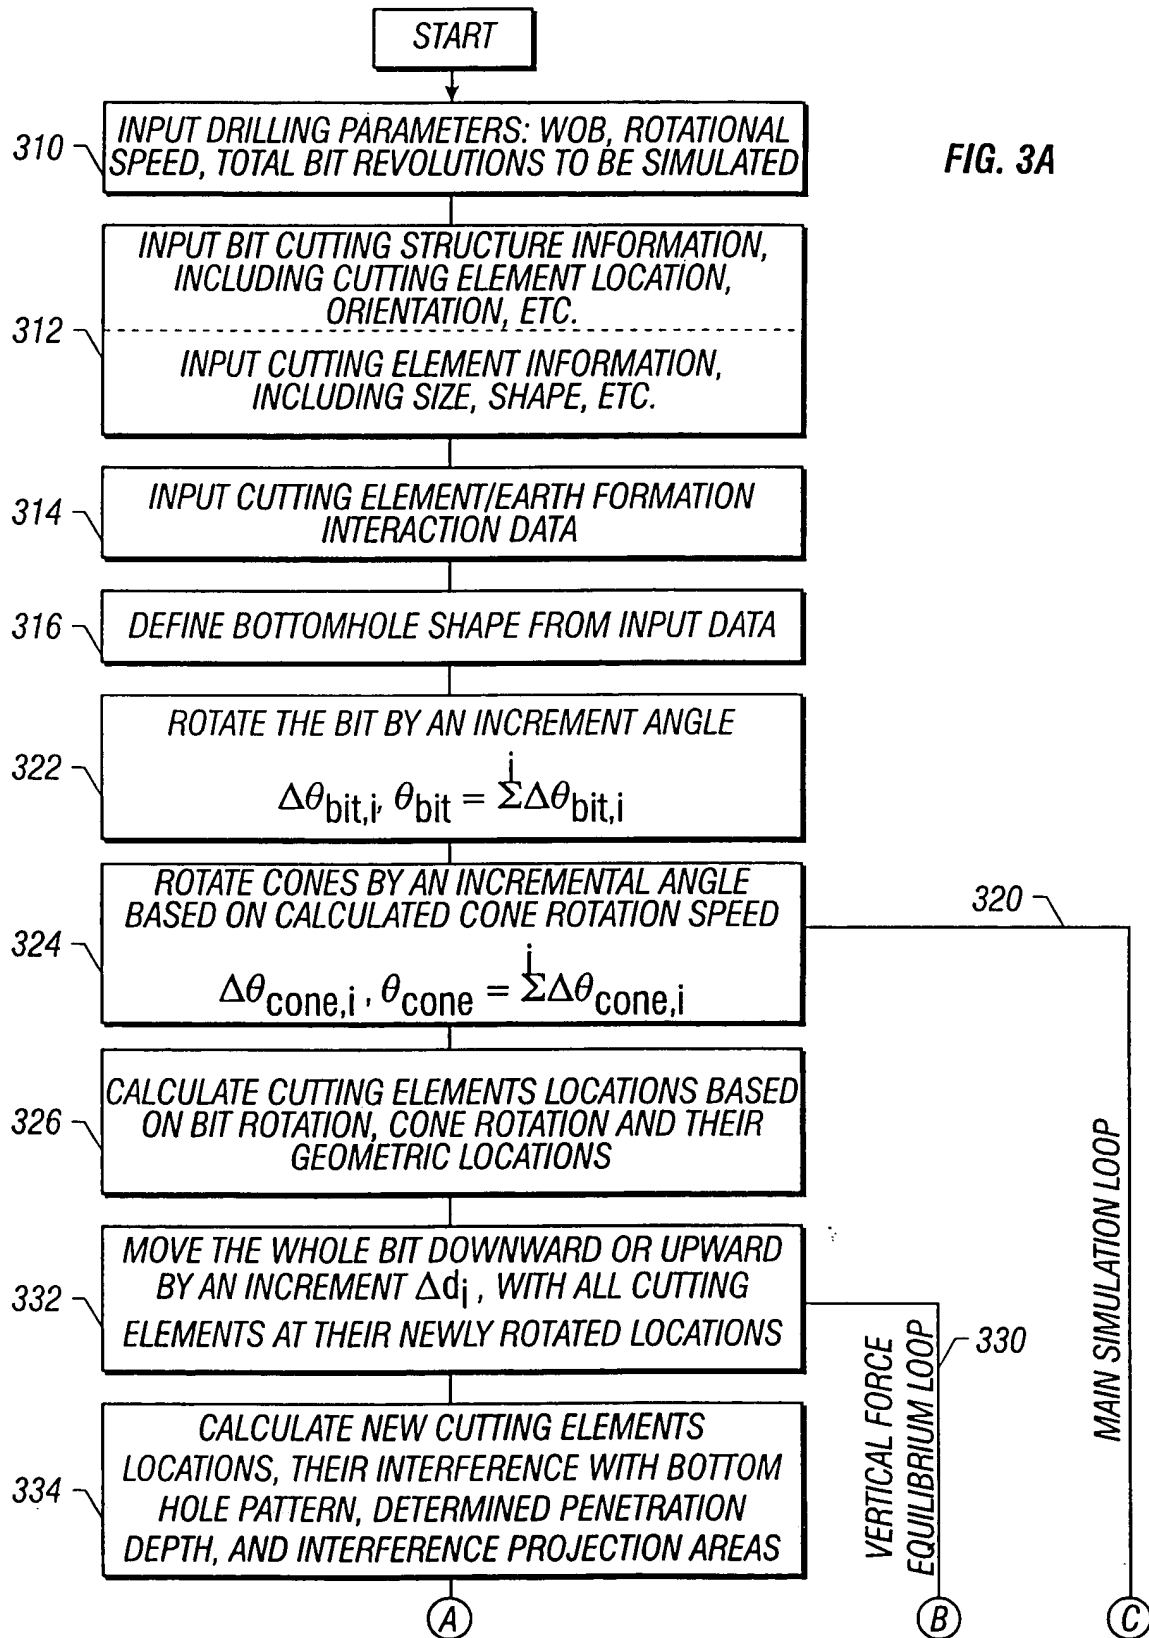 START
FIG. 3A
310
INPUT DRILLING PARAMETERS: WOB, ROTATIONAL
SPEED, TOTAL BIT REVOLUTIONS TO BE SIMULATED
312
INPUT BIT CUTTING STRUCTURE INFORMATION,
INCLUDING CUTTING ELEMENT LOCATION,
ORIENTATION, ETC.
INPUT CUTTING ELEMENT INFORMATION,
INCLUDING SIZE, SHAPE, ETC.
314
INPUT CUTTING ELEMENT/EARTH FORMATION
INTERACTION DATA
316
DEFINE BOTTOMHOLE SHAPE FROM INPUT DATA
322
ROTATE THE BIT BY AN INCREMENT ANGLE
Δθbit,i, θbit = iΣΔθbit,i
324
ROTATE CONES BY AN INCREMENTAL ANGLE
BASED ON CALCULATED CONE ROTATION SPEED
Δθcone,i, θcone = iΣΔθcone,i
320
326
CALCULATE CUTTING ELEMENTS LOCATIONS BASED
ON BIT ROTATION, CONE ROTATION AND THEIR
GEOMETRIC LOCATIONS
332
MOVE THE WHOLE BIT DOWNWARD OR UPWARD
BY AN INCREMENT Δdi, WITH ALL CUTTING
ELEMENTS AT THEIR NEWLY ROTATED LOCATIONS
330
334
CALCULATE NEW CUTTING ELEMENTS
LOCATIONS, THEIR INTERFERENCE WITH BOTTOM
HOLE PATTERN, DETERMINED PENETRATION
DEPTH, AND INTERFERENCE PROJECTION AREAS
VERTICAL FORCE
EQUILIBRIUM LOOP
MAIN SIMULATION LOOP
A
B
C